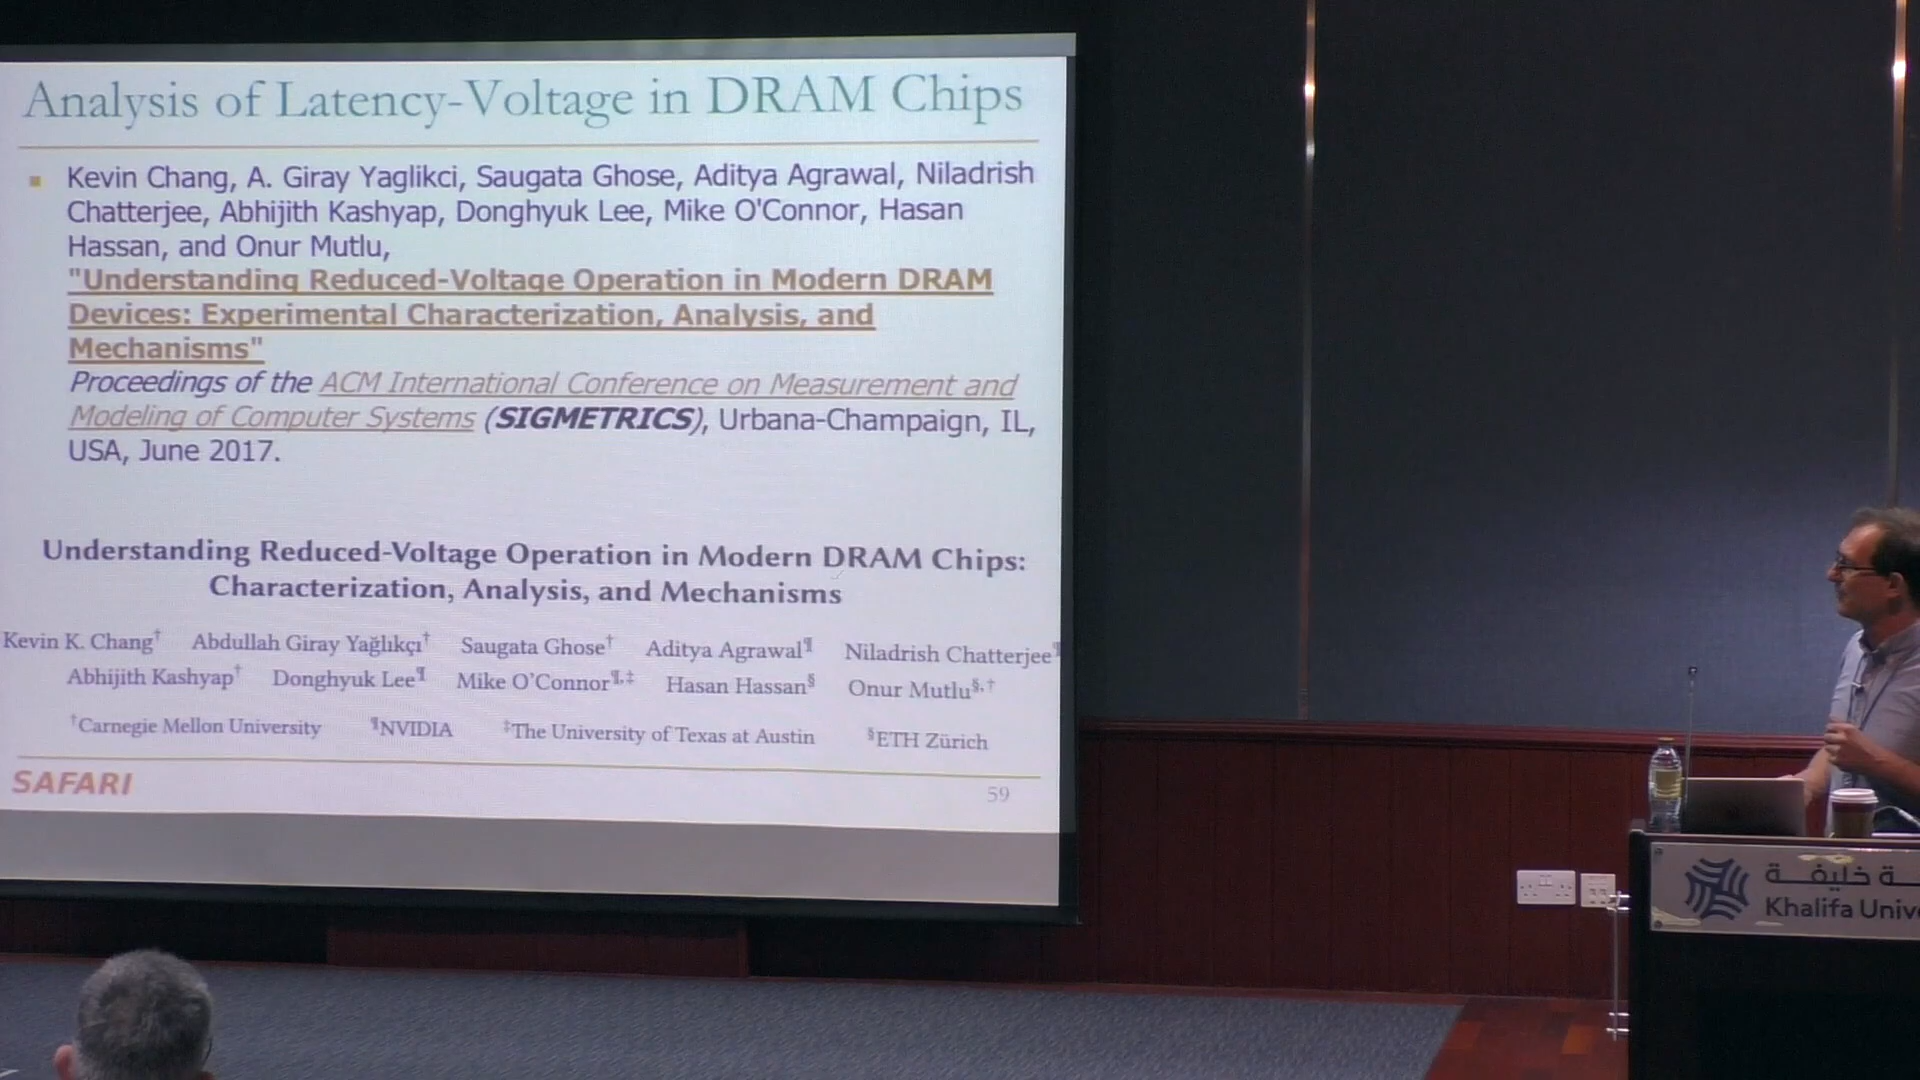 Analysis of Latency-Voltage in DRAM Chips
Kevin Chang, A. Giray Yaglikci, Saugata Ghose, Aditya Agrawal, Niladrish
Chatterjee, Abhijith Kashyap, Donghyuk Lee, Mike O'Connor, Hasan
Hassan, and Onur Mutlu,
"Understanding Reduced-Voltage Operation in Modern DRAM
Devices: Experimental Characterization, Analysis, and
Mechanisms"
Proceedings of the ACM International Conference on Measurement and
Modeling of Computer Systems (SIGMETRICS), Urbana-Champaign, IL,
USA, June 2017.
Understanding Reduced-Voltage Operation in Modern DRAM Chips:
Characterization, Analysis, and Mechanisms
Kevin K. Chang† Abdullah Giray Yağlıkçı† Saugata Ghose† Aditya Agrawal¶ Niladrish Chatterjee¶
Abhijith Kashyap† Donghyuk Lee¶ Mike O'Connor¶,‡ Hasan Hassan§ Onur Mutlu§,†
†Carnegie Mellon University ¶NVIDIA ‡The University of Texas at Austin §ETH Zürich
SAFARI
59
خليفة
Khalifa